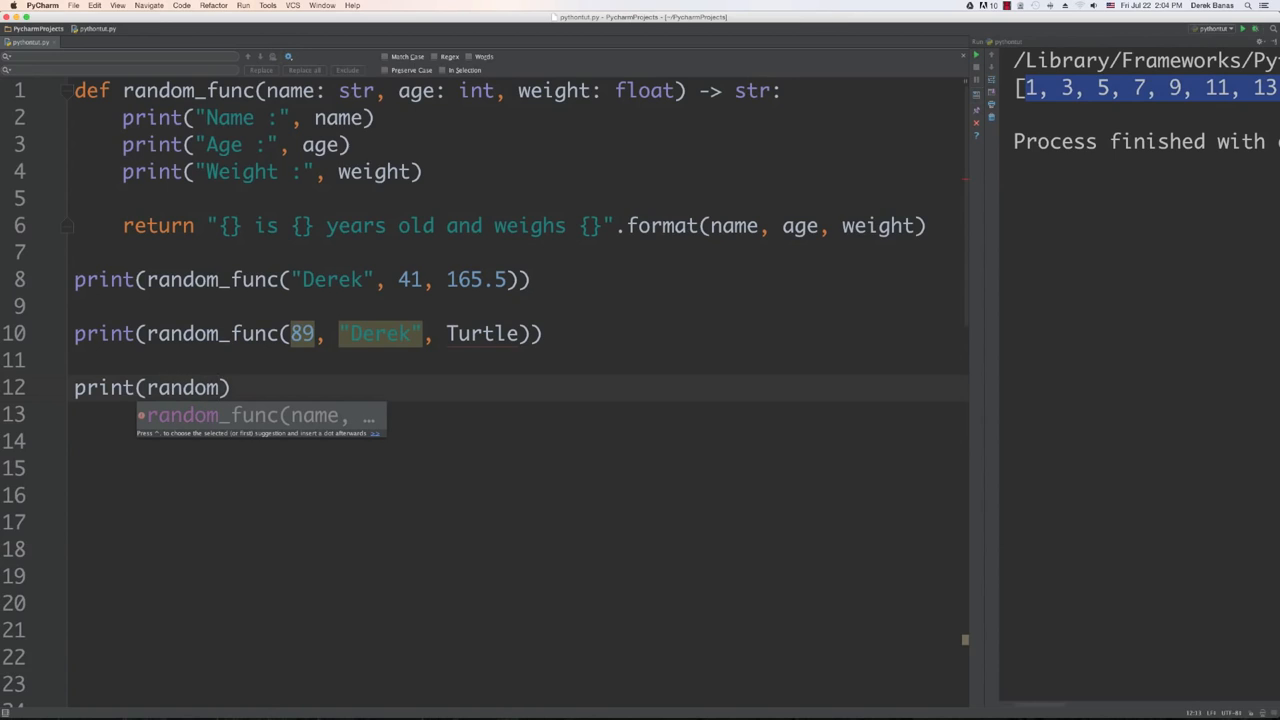 PyCharm File Edit View Navigate Code Refactor Run Tools VCS Window Help 10 Fri Jul 22 2:04 PM Derek Banas
pythontut.py - PycharmProjects - [~/PycharmProjects]
PycharmProjects pythontut.py pythontut
pythontut.py Run pythontut
Match Case Regex Words
Replace Replace all Exclude Preserve Case In Selection
1 def random_func(name: str, age: int, weight: float) -> str:
2 print("Name :", name)
3 print("Age :", age)
4 print("Weight :", weight)
5
6 return "{} is {} years old and weighs {}".format(name, age, weight)
7
8 print(random_func("Derek", 41, 165.5))
9
10 print(random_func(89, "Derek", Turtle))
11
12 print(random)
13 random_func(name, …
Press ^. to choose the selected (or first) suggestion and insert a dot afterwards >>
14
15
16
17
18
19
20
21
22
23
/Library/Frameworks/Py
[1, 3, 5, 7, 9, 11, 13
Process finished with
12:13 LF÷ UTF-8÷